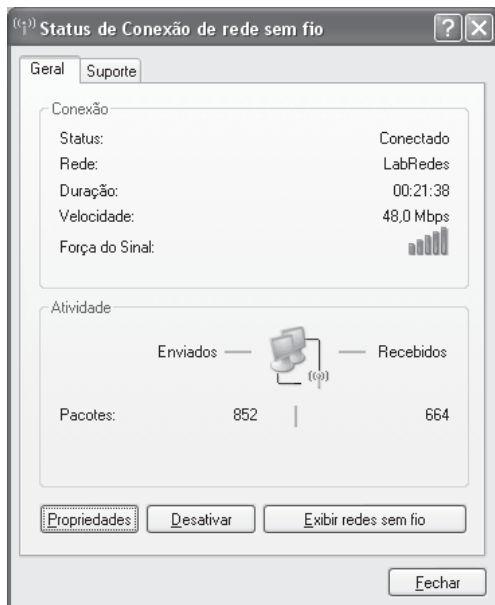 Status de Conexão de rede sem fio
Geral Suporte
Conexão
Status: Conectado
Rede: LabRedes
Duração: 00:21:38
Velocidade: 48,0 Mbps
Força do Sinal:
Atividade
Enviados Recebidos
Pacotes: 852 664
Propriedades Desativar Exibir redes sem fio
Fechar